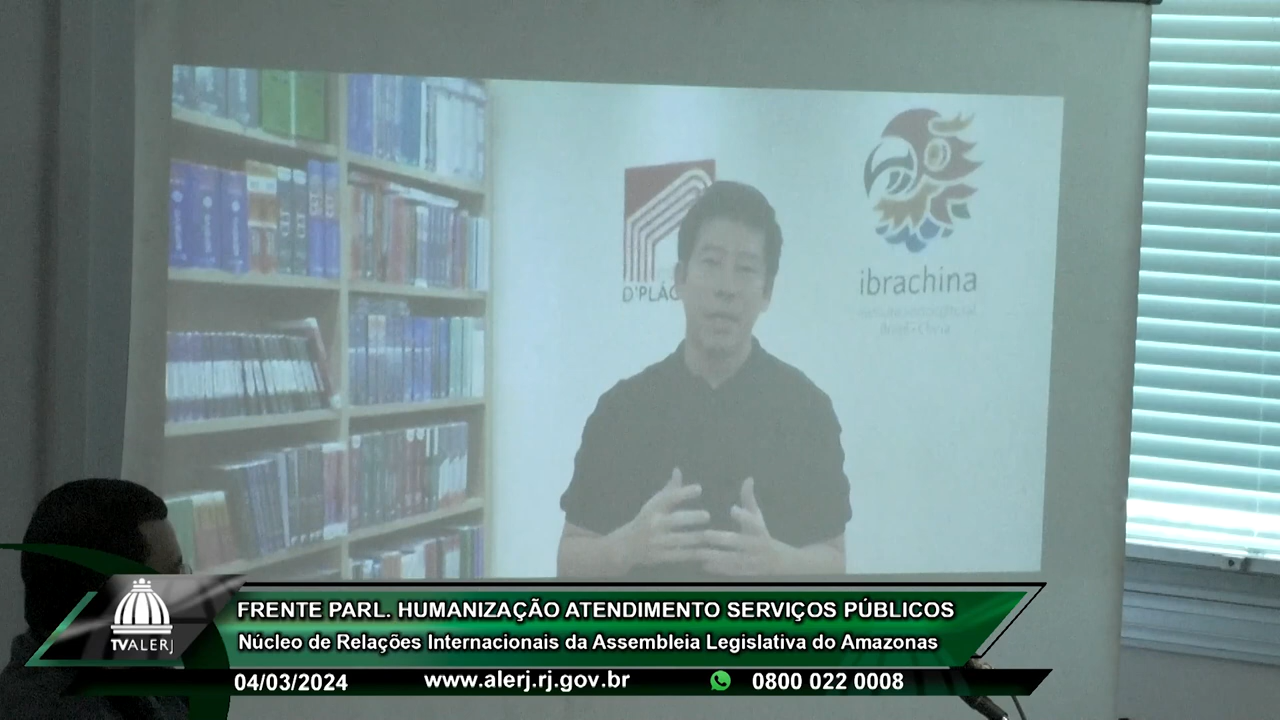 D'PLÁC
ibrachina
FRENTE PARL. HUMANIZAÇÃO ATENDIMENTO SERVIÇOS PÚBLICOS
Núcleo de Relações Internacionais da Assembleia Legislativa do Amazonas
TVALERJ
04/03/2024 www.alerj.rj.gov.br 0800 022 0008